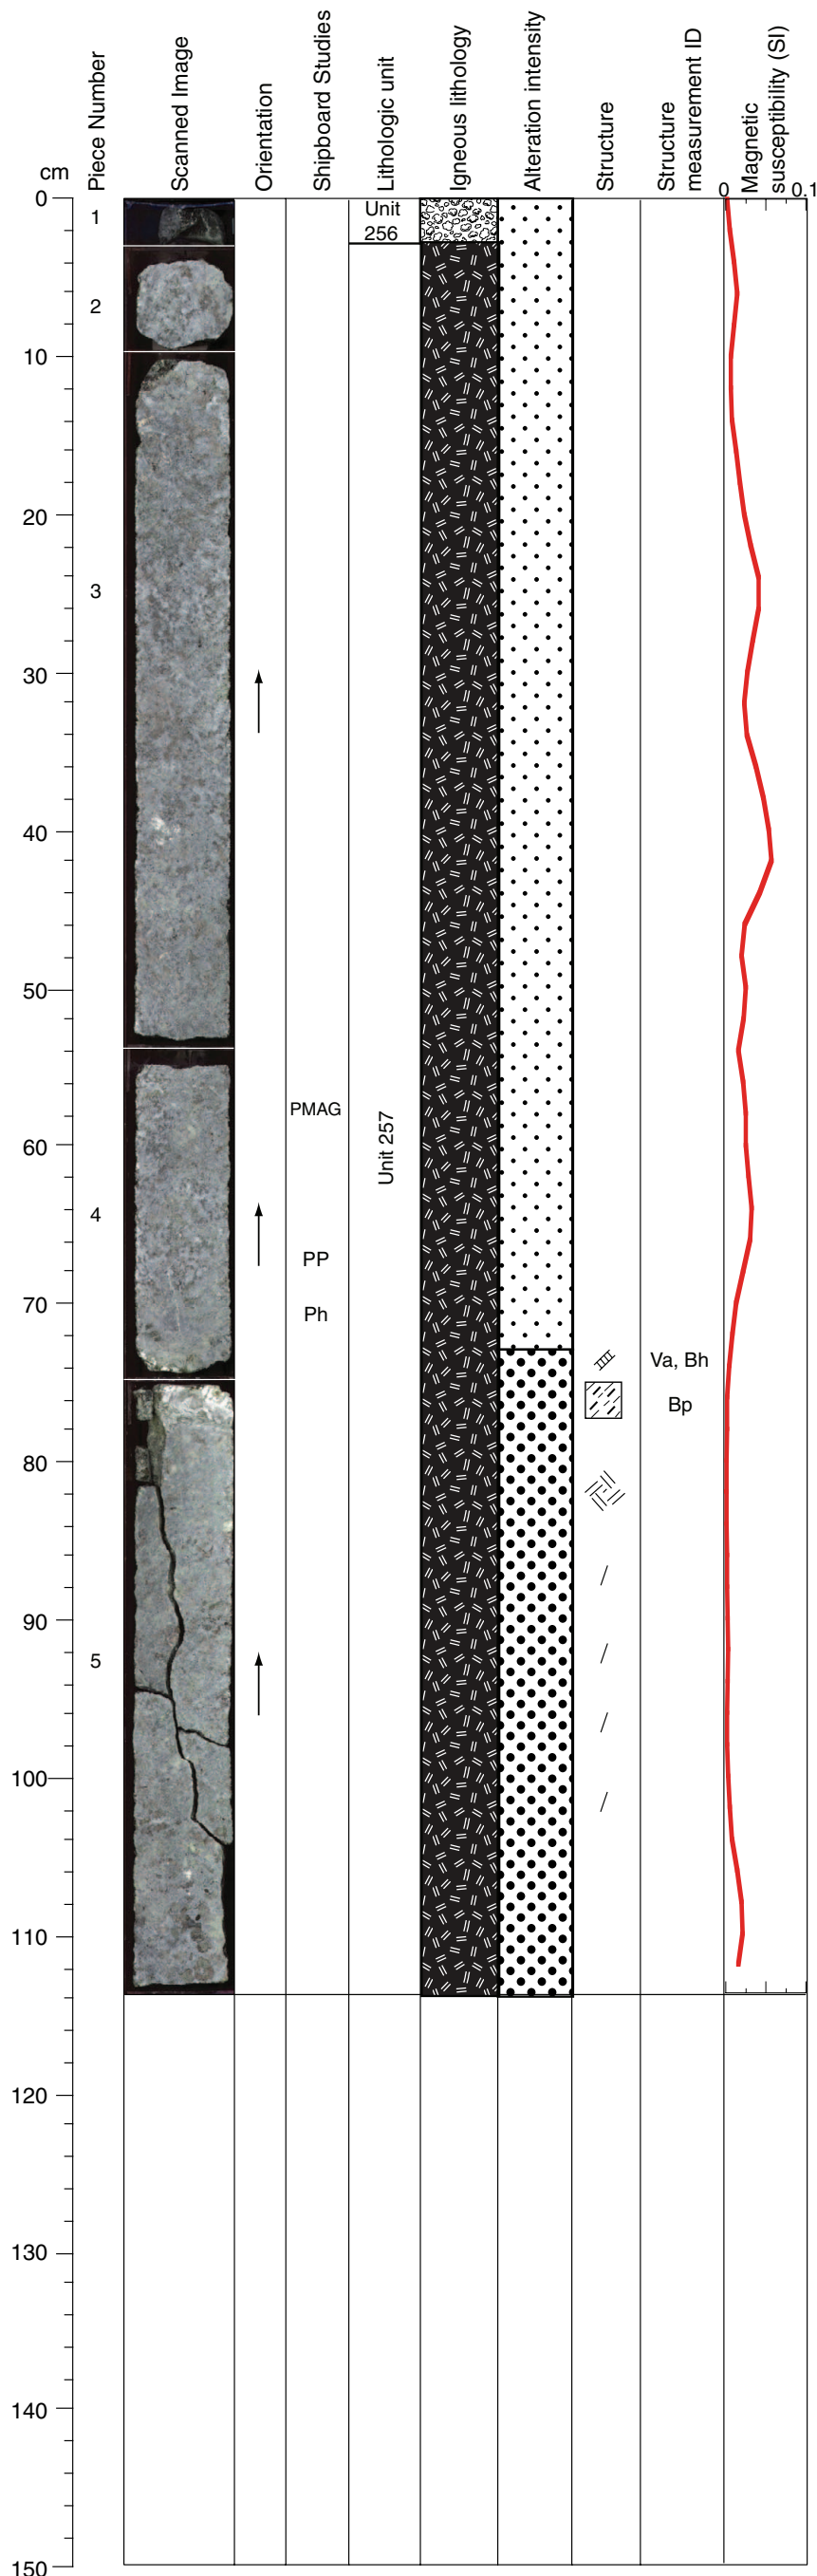 cm
Piece Number
Scanned Image
Orientation
Shipboard Studies
Lithologic unit
Igneous lithology
Alteration intensity
Structure
Structure
measurement ID
Magnetic
susceptibility (SI)
0 0.1
0
1
Unit
256
2
10
20
3
30
40
50
PMAG
Unit 257
60
4
PP
70
Ph
Va, Bh
Bp
80
90
5
100
110
120
130
140
150